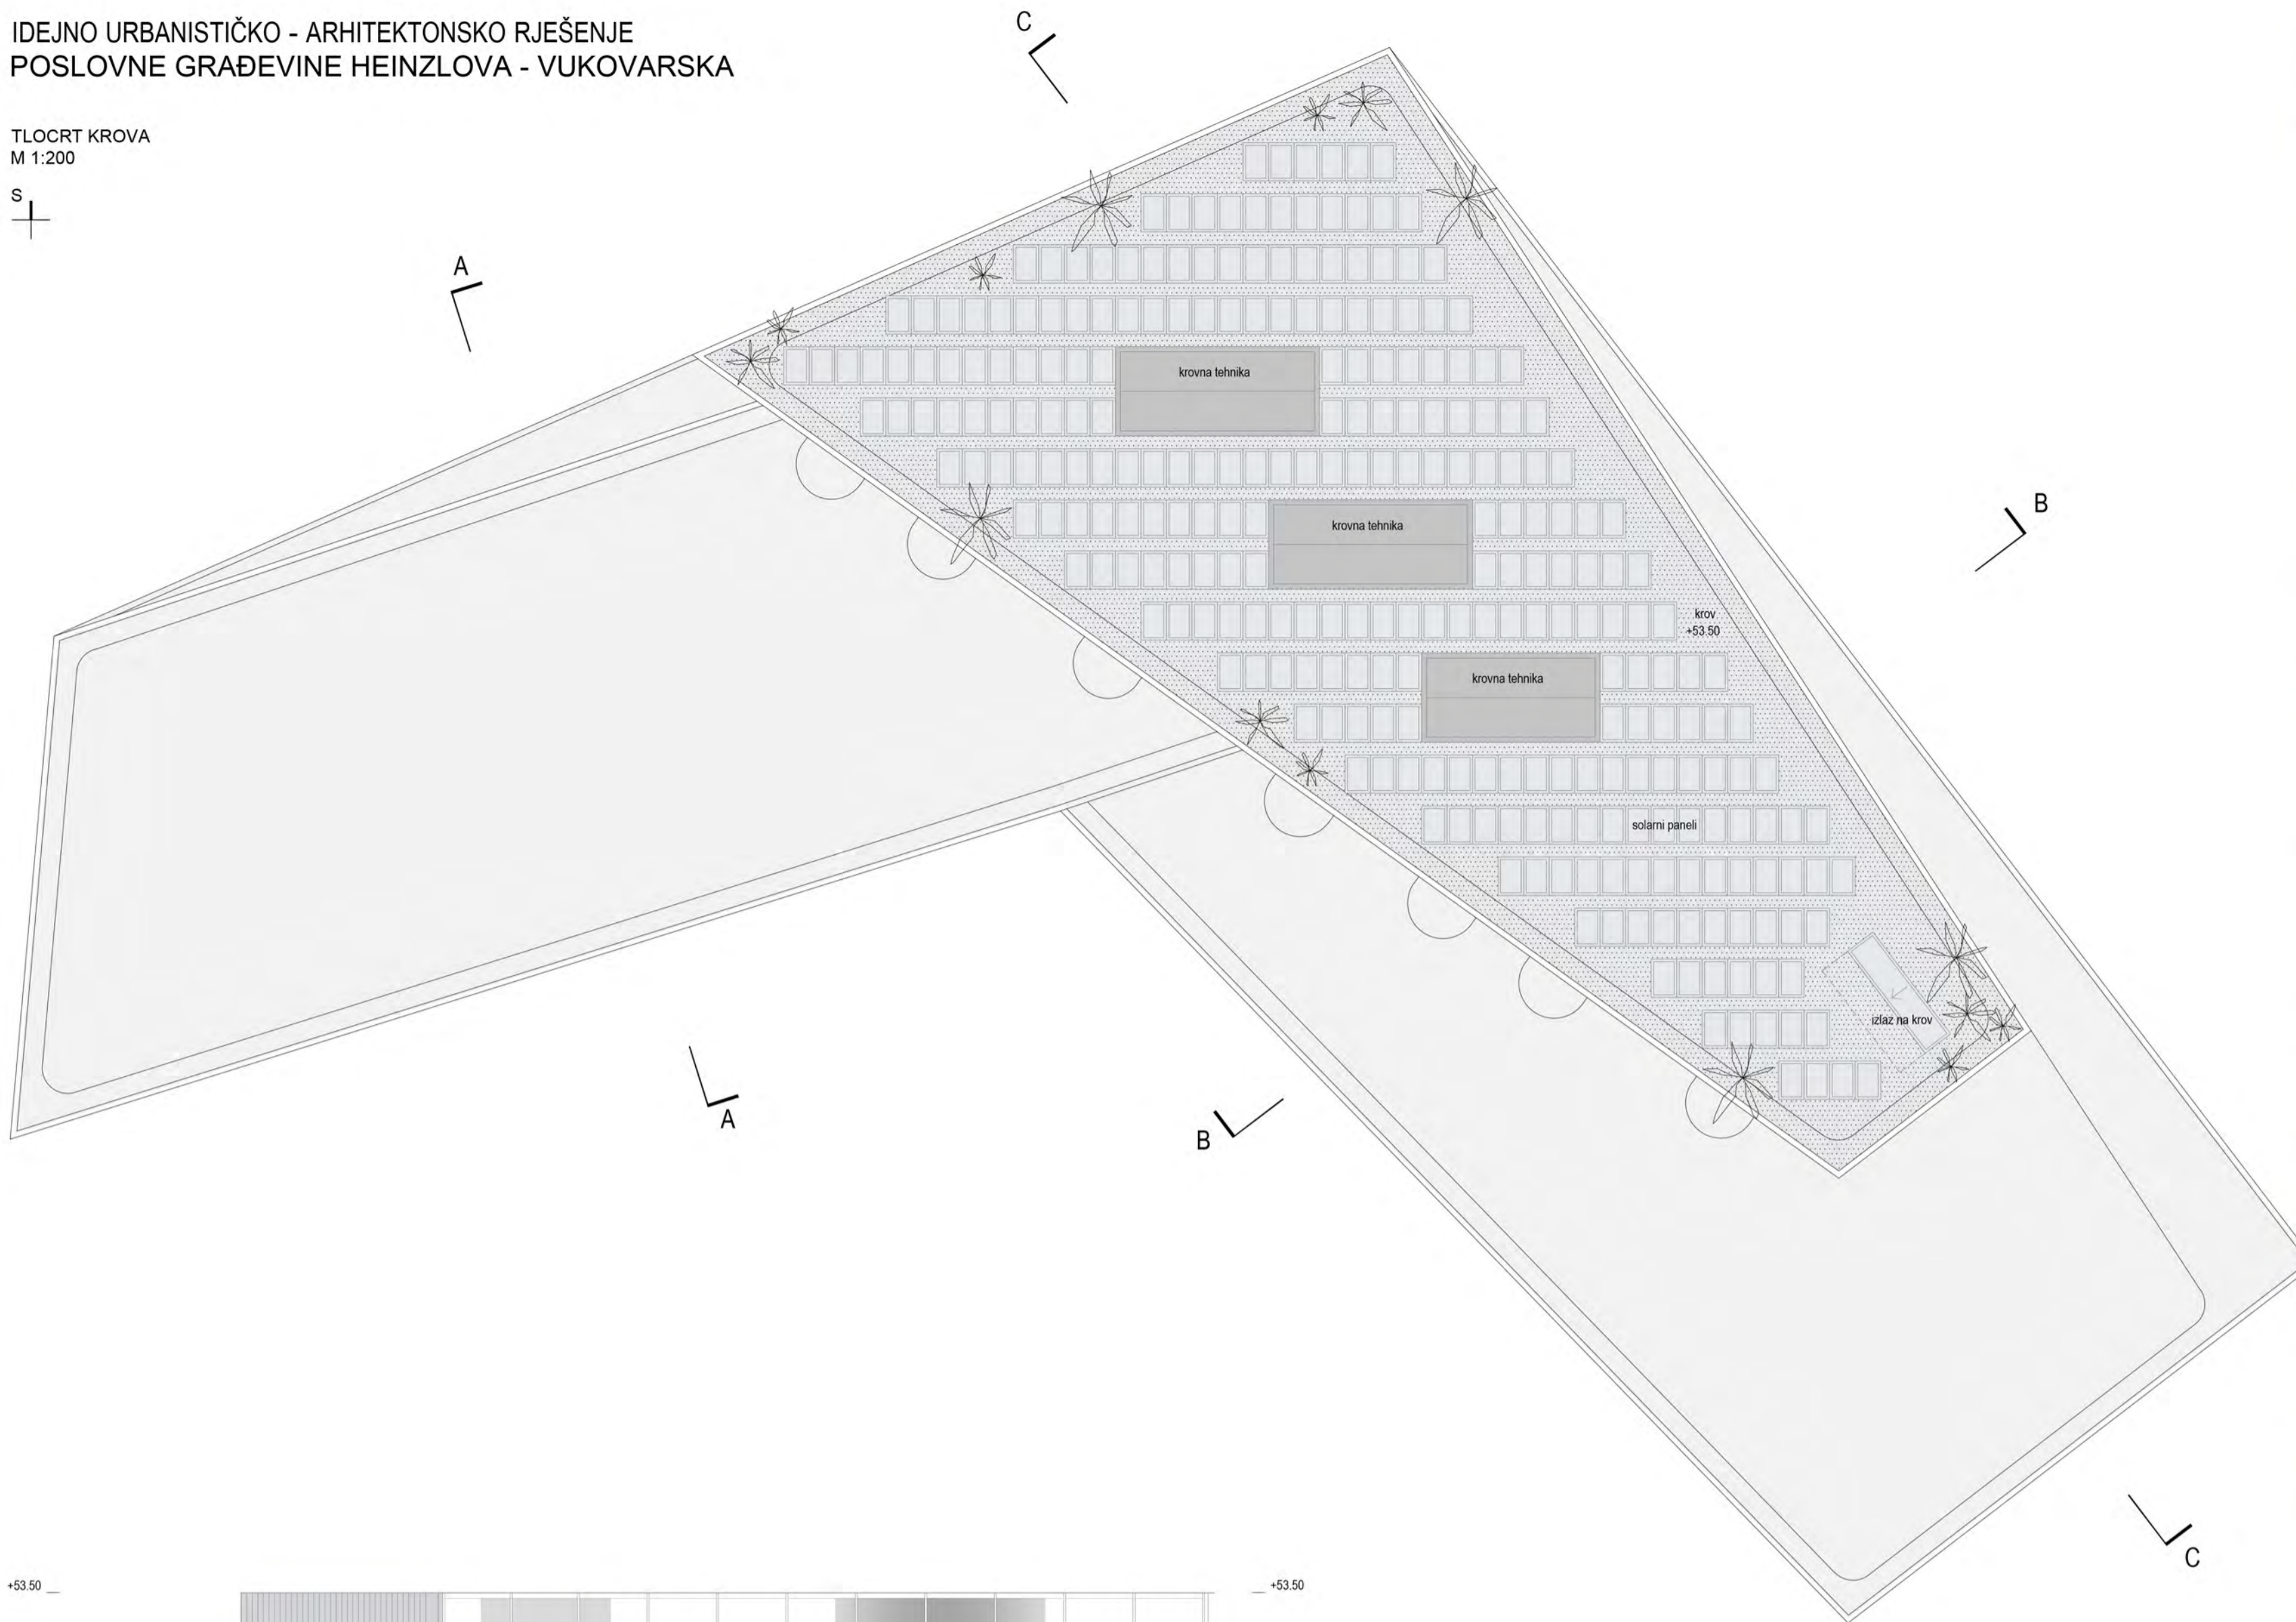 IDEJNO URBANISTIČKO - ARHITEKTONSKO RJEŠENJE
POSLOVNE GRAĐEVINE HEINZLOVA - VUKOVARSKA
TLOCRT KROVA
M 1:200
S
C
A
krovna tehnika
B
krovna tehnika
krov
+53.50
krovna tehnika
solarni paneli
izlaz na krov
A
B
C
+53.50
+53.50